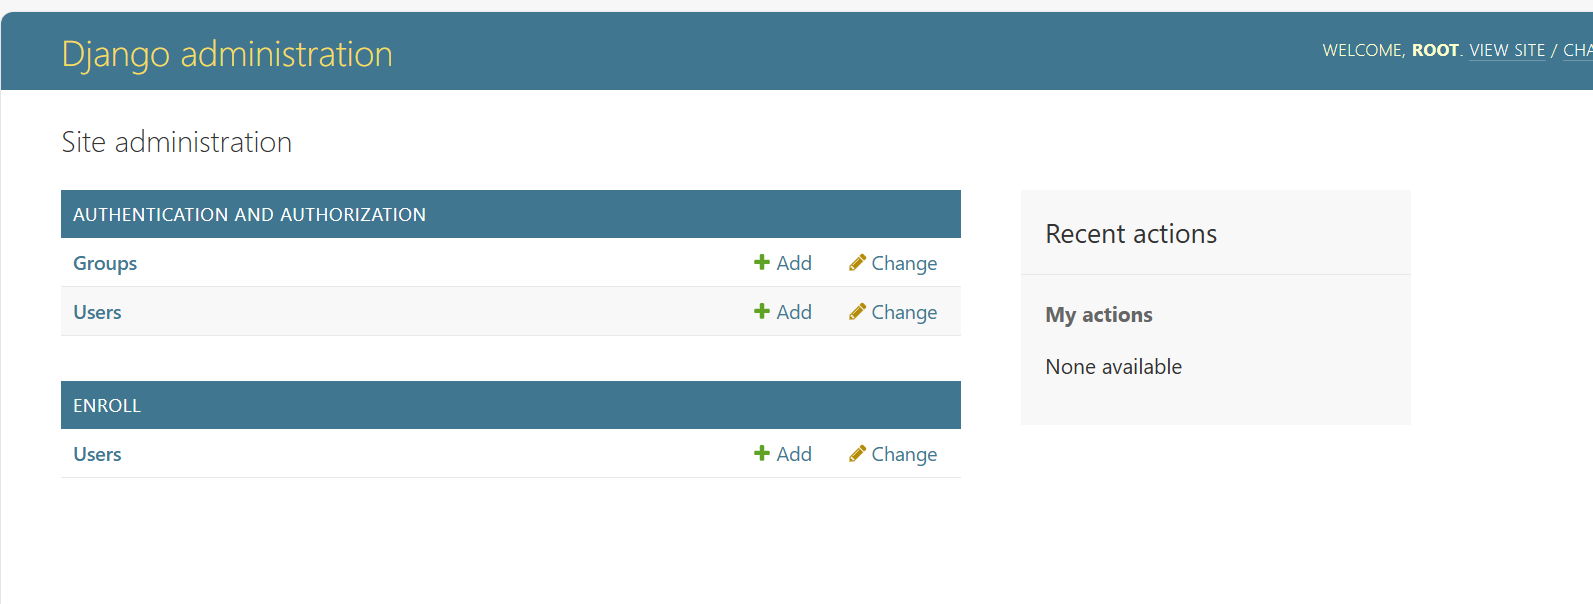 Django administration
WELCOME, ROOT. VIEW SITE / CHA
Site administration
AUTHENTICATION AND AUTHORIZATION
Groups Add Change
Users Add Change
ENROLL
Users Add Change
Recent actions
My actions
None available